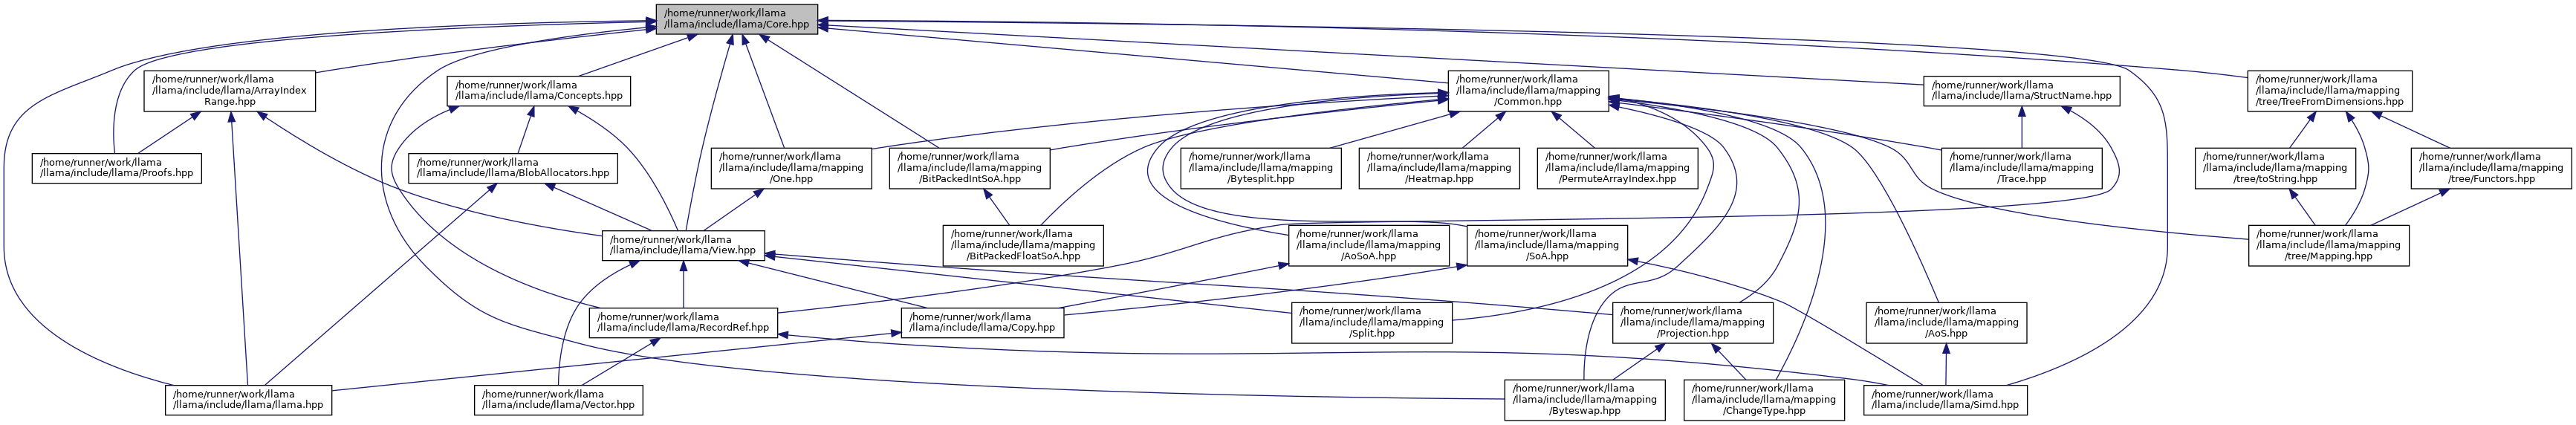 /home/runner/work/llama
/llama/include/llama/Core.hpp
/home/runner/work/llama
/llama/include/llama/ArrayIndex
Range.hpp
/home/runner/work/llama
/llama/include/llama/Concepts.hpp
/home/runner/work/llama
/llama/include/llama/mapping
/Common.hpp
/home/runner/work/llama
/llama/include/llama/StructName.hpp
/home/runner/work/llama
/llama/include/llama/mapping
/tree/TreeFromDimensions.hpp
/home/runner/work/llama
/llama/include/llama/Proofs.hpp
/home/runner/work/llama
/llama/include/llama/BlobAllocators.hpp
/home/runner/work/llama
/llama/include/llama/mapping
/One.hpp
/home/runner/work/llama
/llama/include/llama/mapping
/BitPackedIntSoA.hpp
/home/runner/work/llama
/llama/include/llama/mapping
/Bytesplit.hpp
/home/runner/work/llama
/llama/include/llama/mapping
/Heatmap.hpp
/home/runner/work/llama
/llama/include/llama/mapping
/PermuteArrayIndex.hpp
/home/runner/work/llama
/llama/include/llama/mapping
/Trace.hpp
/home/runner/work/llama
/llama/include/llama/mapping
/tree/toString.hpp
/home/runner/work/llama
/llama/include/llama/mapping
/tree/Functors.hpp
/home/runner/work/llama
/llama/include/llama/View.hpp
/home/runner/work/llama
/llama/include/llama/mapping
/BitPackedFloatSoA.hpp
/home/runner/work/llama
/llama/include/llama/mapping
/AoSoA.hpp
/home/runner/work/llama
/llama/include/llama/mapping
/SoA.hpp
/home/runner/work/llama
/llama/include/llama/mapping
/tree/Mapping.hpp
/home/runner/work/llama
/llama/include/llama/RecordRef.hpp
/home/runner/work/llama
/llama/include/llama/Copy.hpp
/home/runner/work/llama
/llama/include/llama/mapping
/Split.hpp
/home/runner/work/llama
/llama/include/llama/mapping
/Projection.hpp
/home/runner/work/llama
/llama/include/llama/mapping
/AoS.hpp
/home/runner/work/llama
/llama/include/llama/llama.hpp
/home/runner/work/llama
/llama/include/llama/Vector.hpp
/home/runner/work/llama
/llama/include/llama/mapping
/Byteswap.hpp
/home/runner/work/llama
/llama/include/llama/mapping
/ChangeType.hpp
/home/runner/work/llama
/llama/include/llama/Simd.hpp